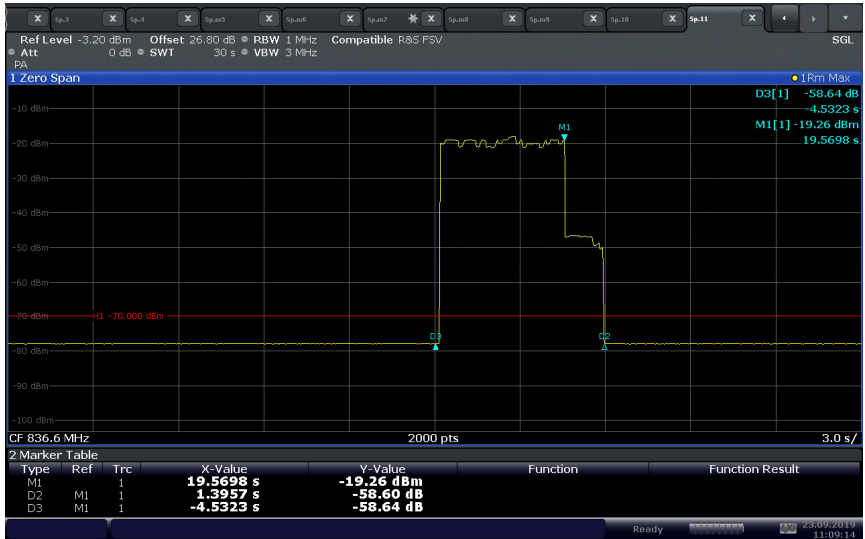 Sp.3 Sp.4 Sp.m5 Sp.m6 Sp.m7 Sp.m8 Sp.m9 Sp.10 Sp.11
Ref Level -3.20 dBm Offset 26.80 dB RBW 1 MHz Compatible R&S FSV SGL
Att 0 dB SWT 30 s VBW 3 MHz
PA
1 Zero Span 1Rm Max
D3[1] -58.64 dB
-4.5323 s
M1[1] -19.26 dBm
19.5698 s
-10 dBm
M1
-20 dBm
-30 dBm
-40 dBm
-50 dBm
-60 dBm
-70 dBm H1 -70.000 dBm
D3 D2
-80 dBm
-90 dBm
-100 dBm
CF 836.6 MHz 2000 pts 3.0 s/
2 Marker Table
Type Ref Trc X-Value Y-Value Function Function Result
M1 1 19.5698 s -19.26 dBm
D2 M1 1 1.3957 s -58.60 dB
D3 M1 1 -4.5323 s -58.64 dB
Ready 23.09.2019
11:09:14